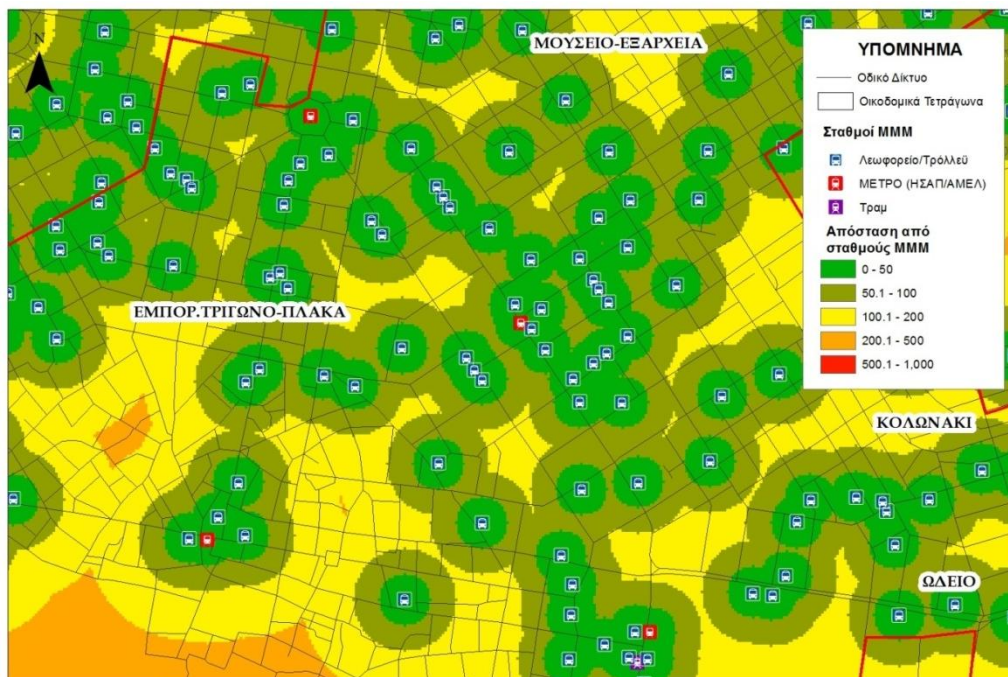 N
ΜΟΥΣΕΙΟ-ΕΞΑΡΧΕΙΑ
ΕΜΠΟΡ.ΤΡΙΓΩΝΟ-ΠΛΑΚΑ
ΚΟΛΩΝΑΚΙ
ΩΔΕΙΟ
ΥΠΟΜΝΗΜΑ
Οδικό Δίκτυο
Οικοδομικά Τετράγωνα
Σταθμοί ΜΜΜ
Λεωφορείο/Τρόλλεϋ
ΜΕΤΡΟ (ΗΣΑΠ/ΑΜΕΛ)
Τραμ
Απόσταση από
σταθμούς ΜΜΜ
0 - 50
50.1 - 100
100.1 - 200
200.1 - 500
500.1 - 1,000